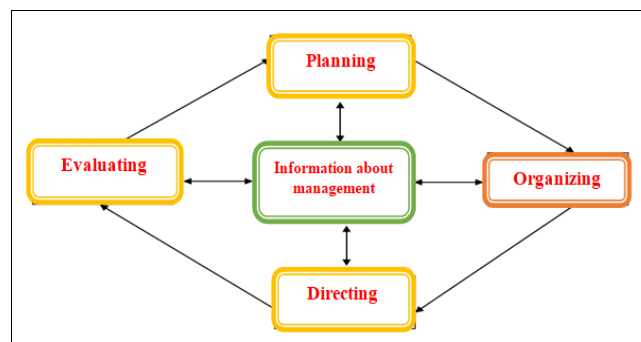 Planning
Evaluating
Information about
management
Organizing
Directing